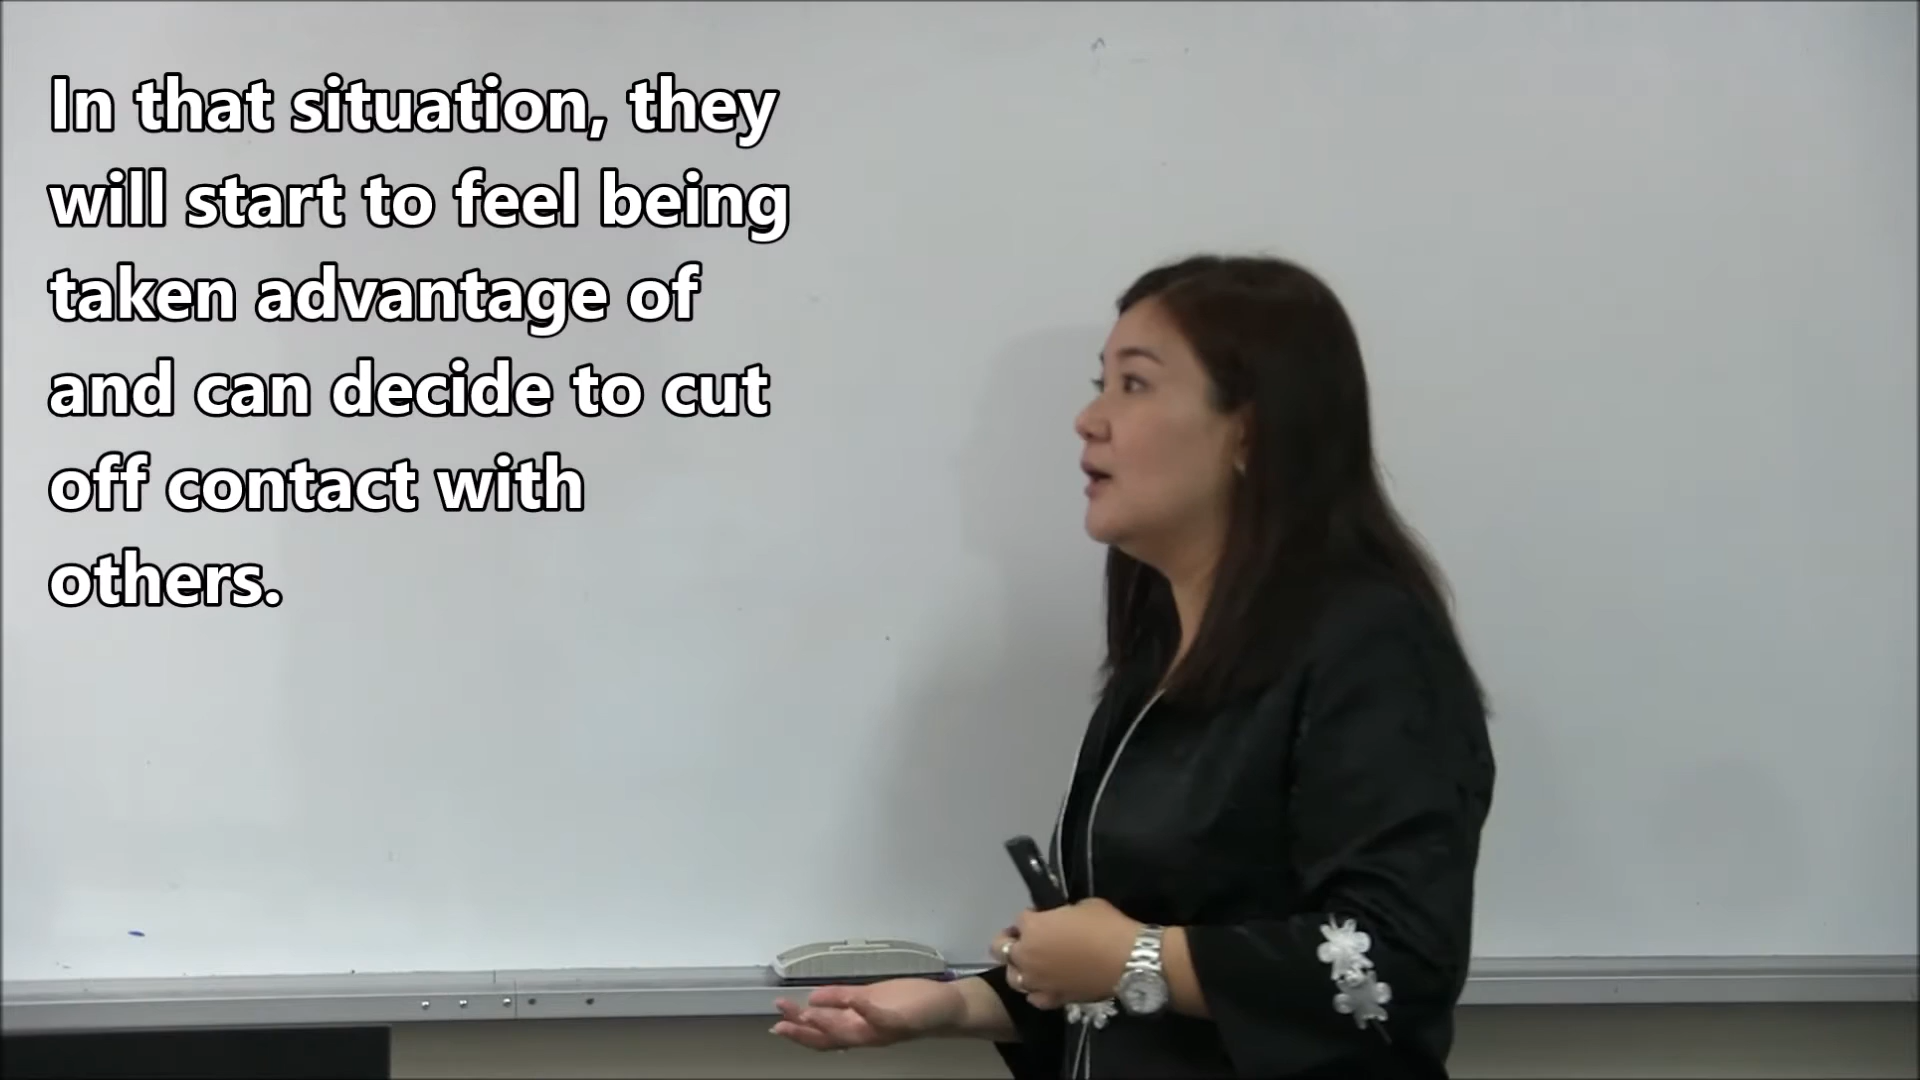 In that situation, they
will start to feel being
taken advantage of
and can decide to cut
off contact with
others.